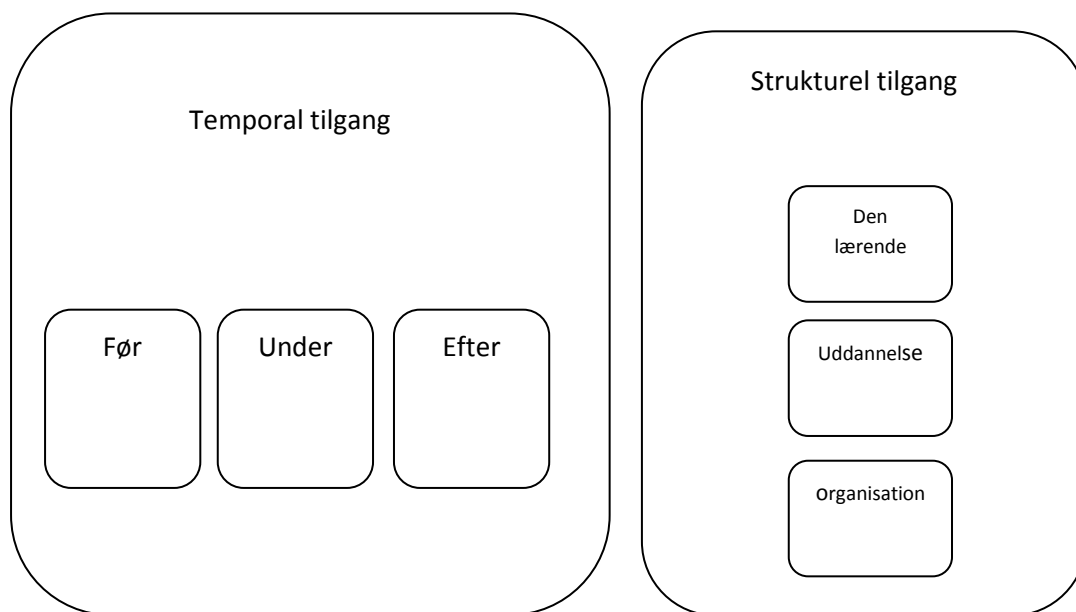 Temporal tilgang
Før
Under
Efter
Strukturel tilgang
Den
lærende
Uddannelse
organisation